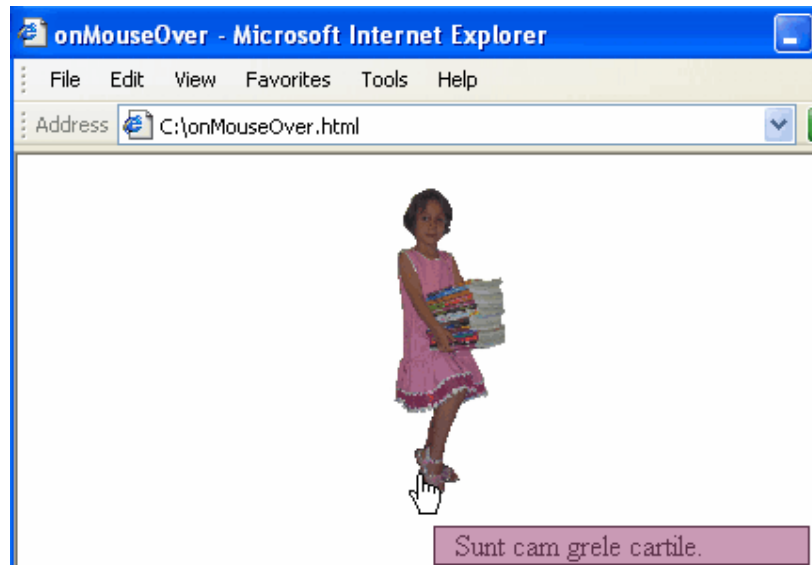 onMouseOver - Microsoft Internet Explorer
File Edit View Favorites Tools Help
Address C:\onMouseOver.html
Sunt cam grele cartile.